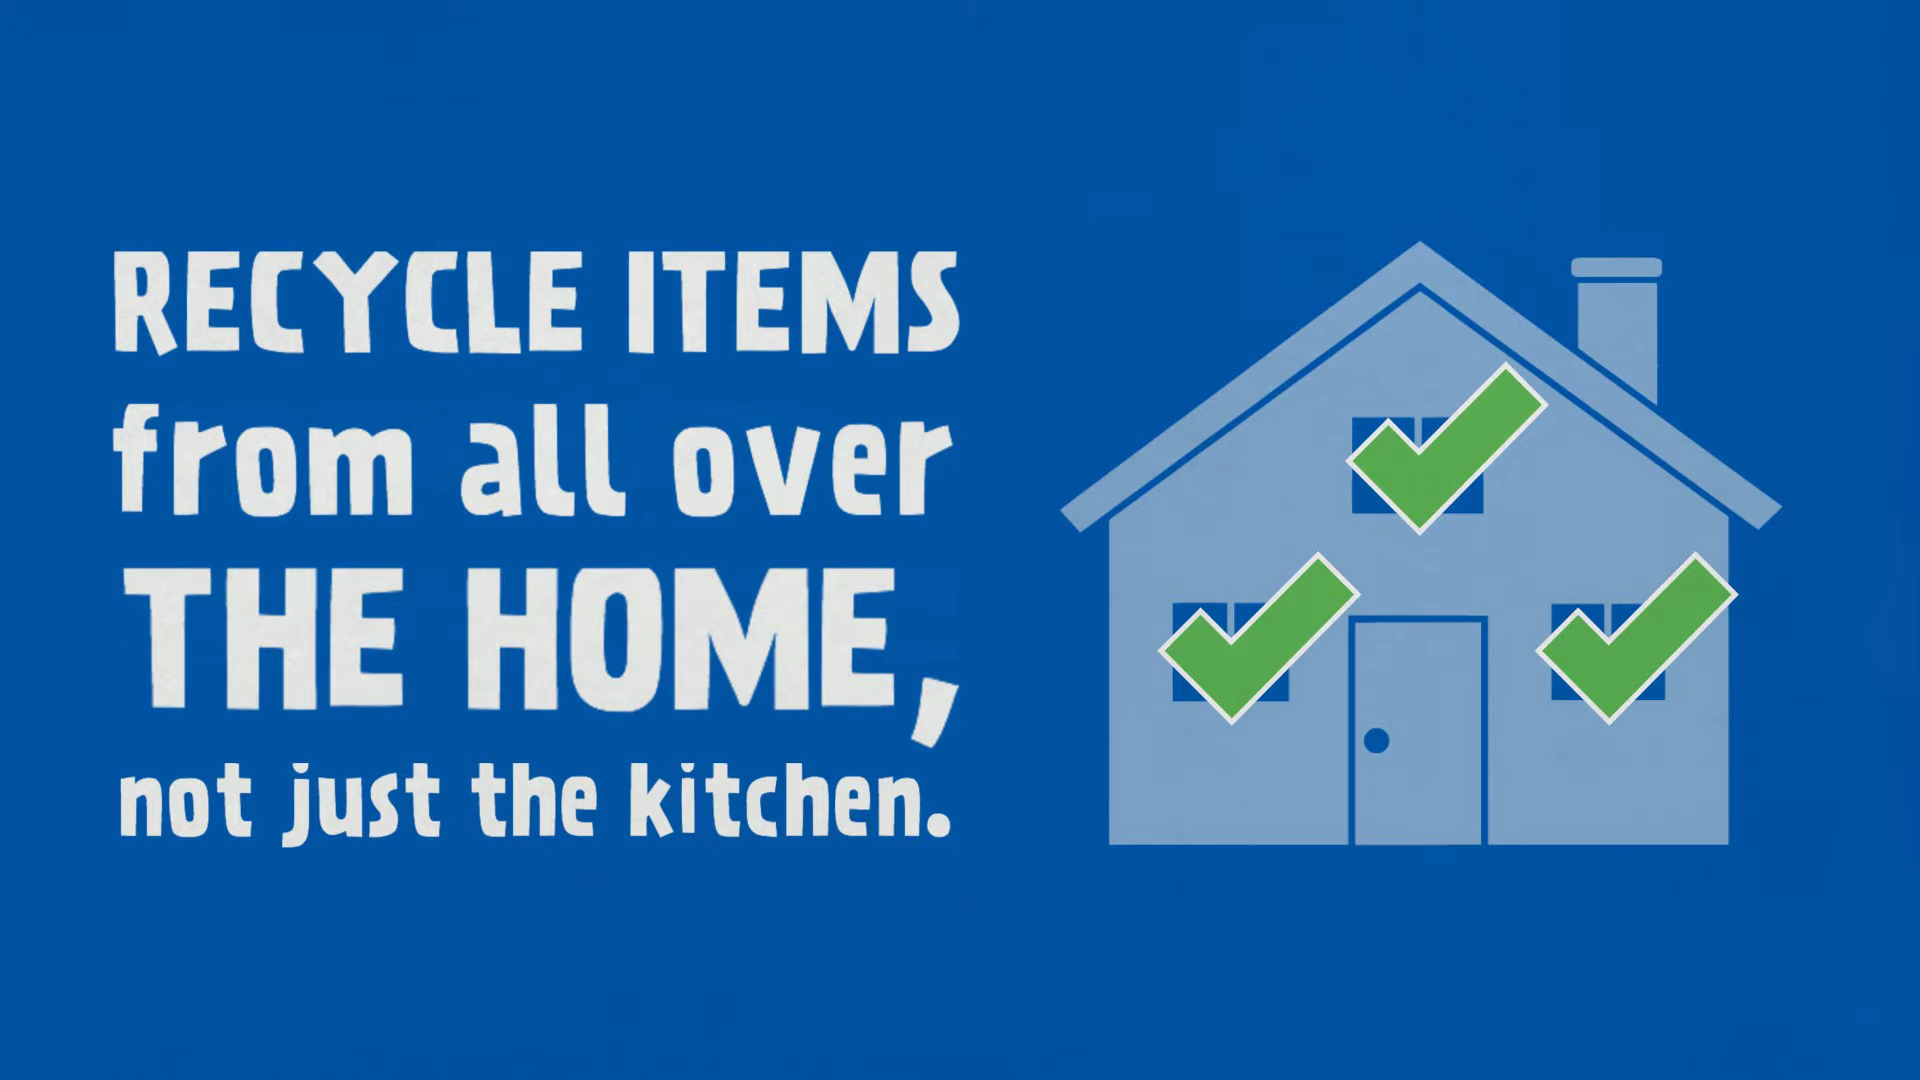 RECYCLE ITEMS
from all over
THE HOME,
not just the kitchen.